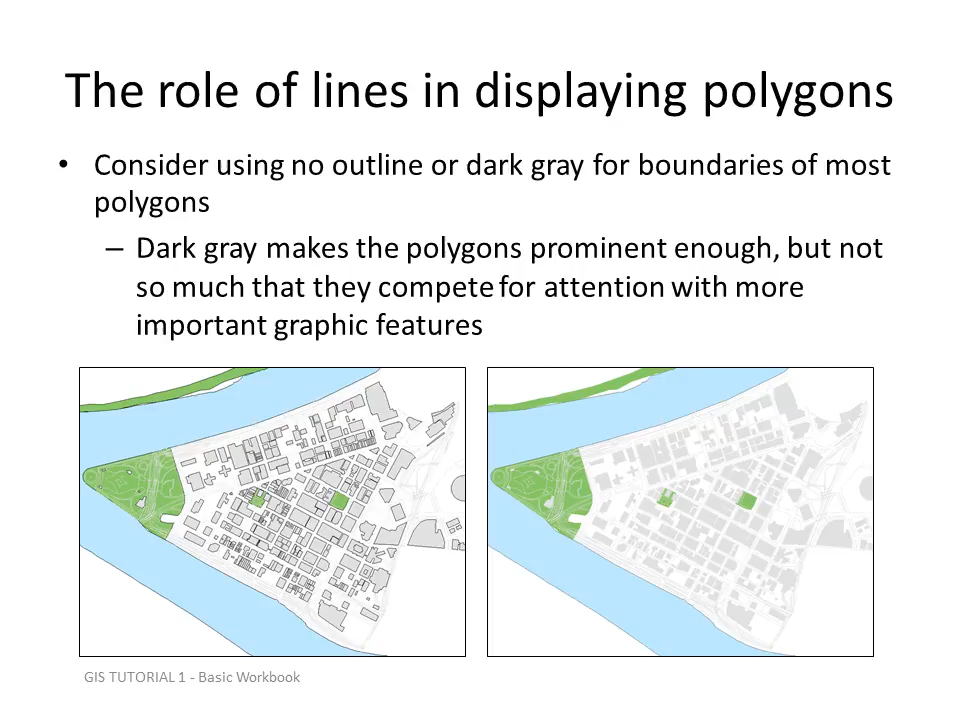 The role of lines in displaying polygons
• Consider using no outline or dark gray for boundaries of most
polygons
– Dark gray makes the polygons prominent enough, but not
so much that they compete for attention with more
important graphic features
GIS TUTORIAL 1 - Basic Workbook